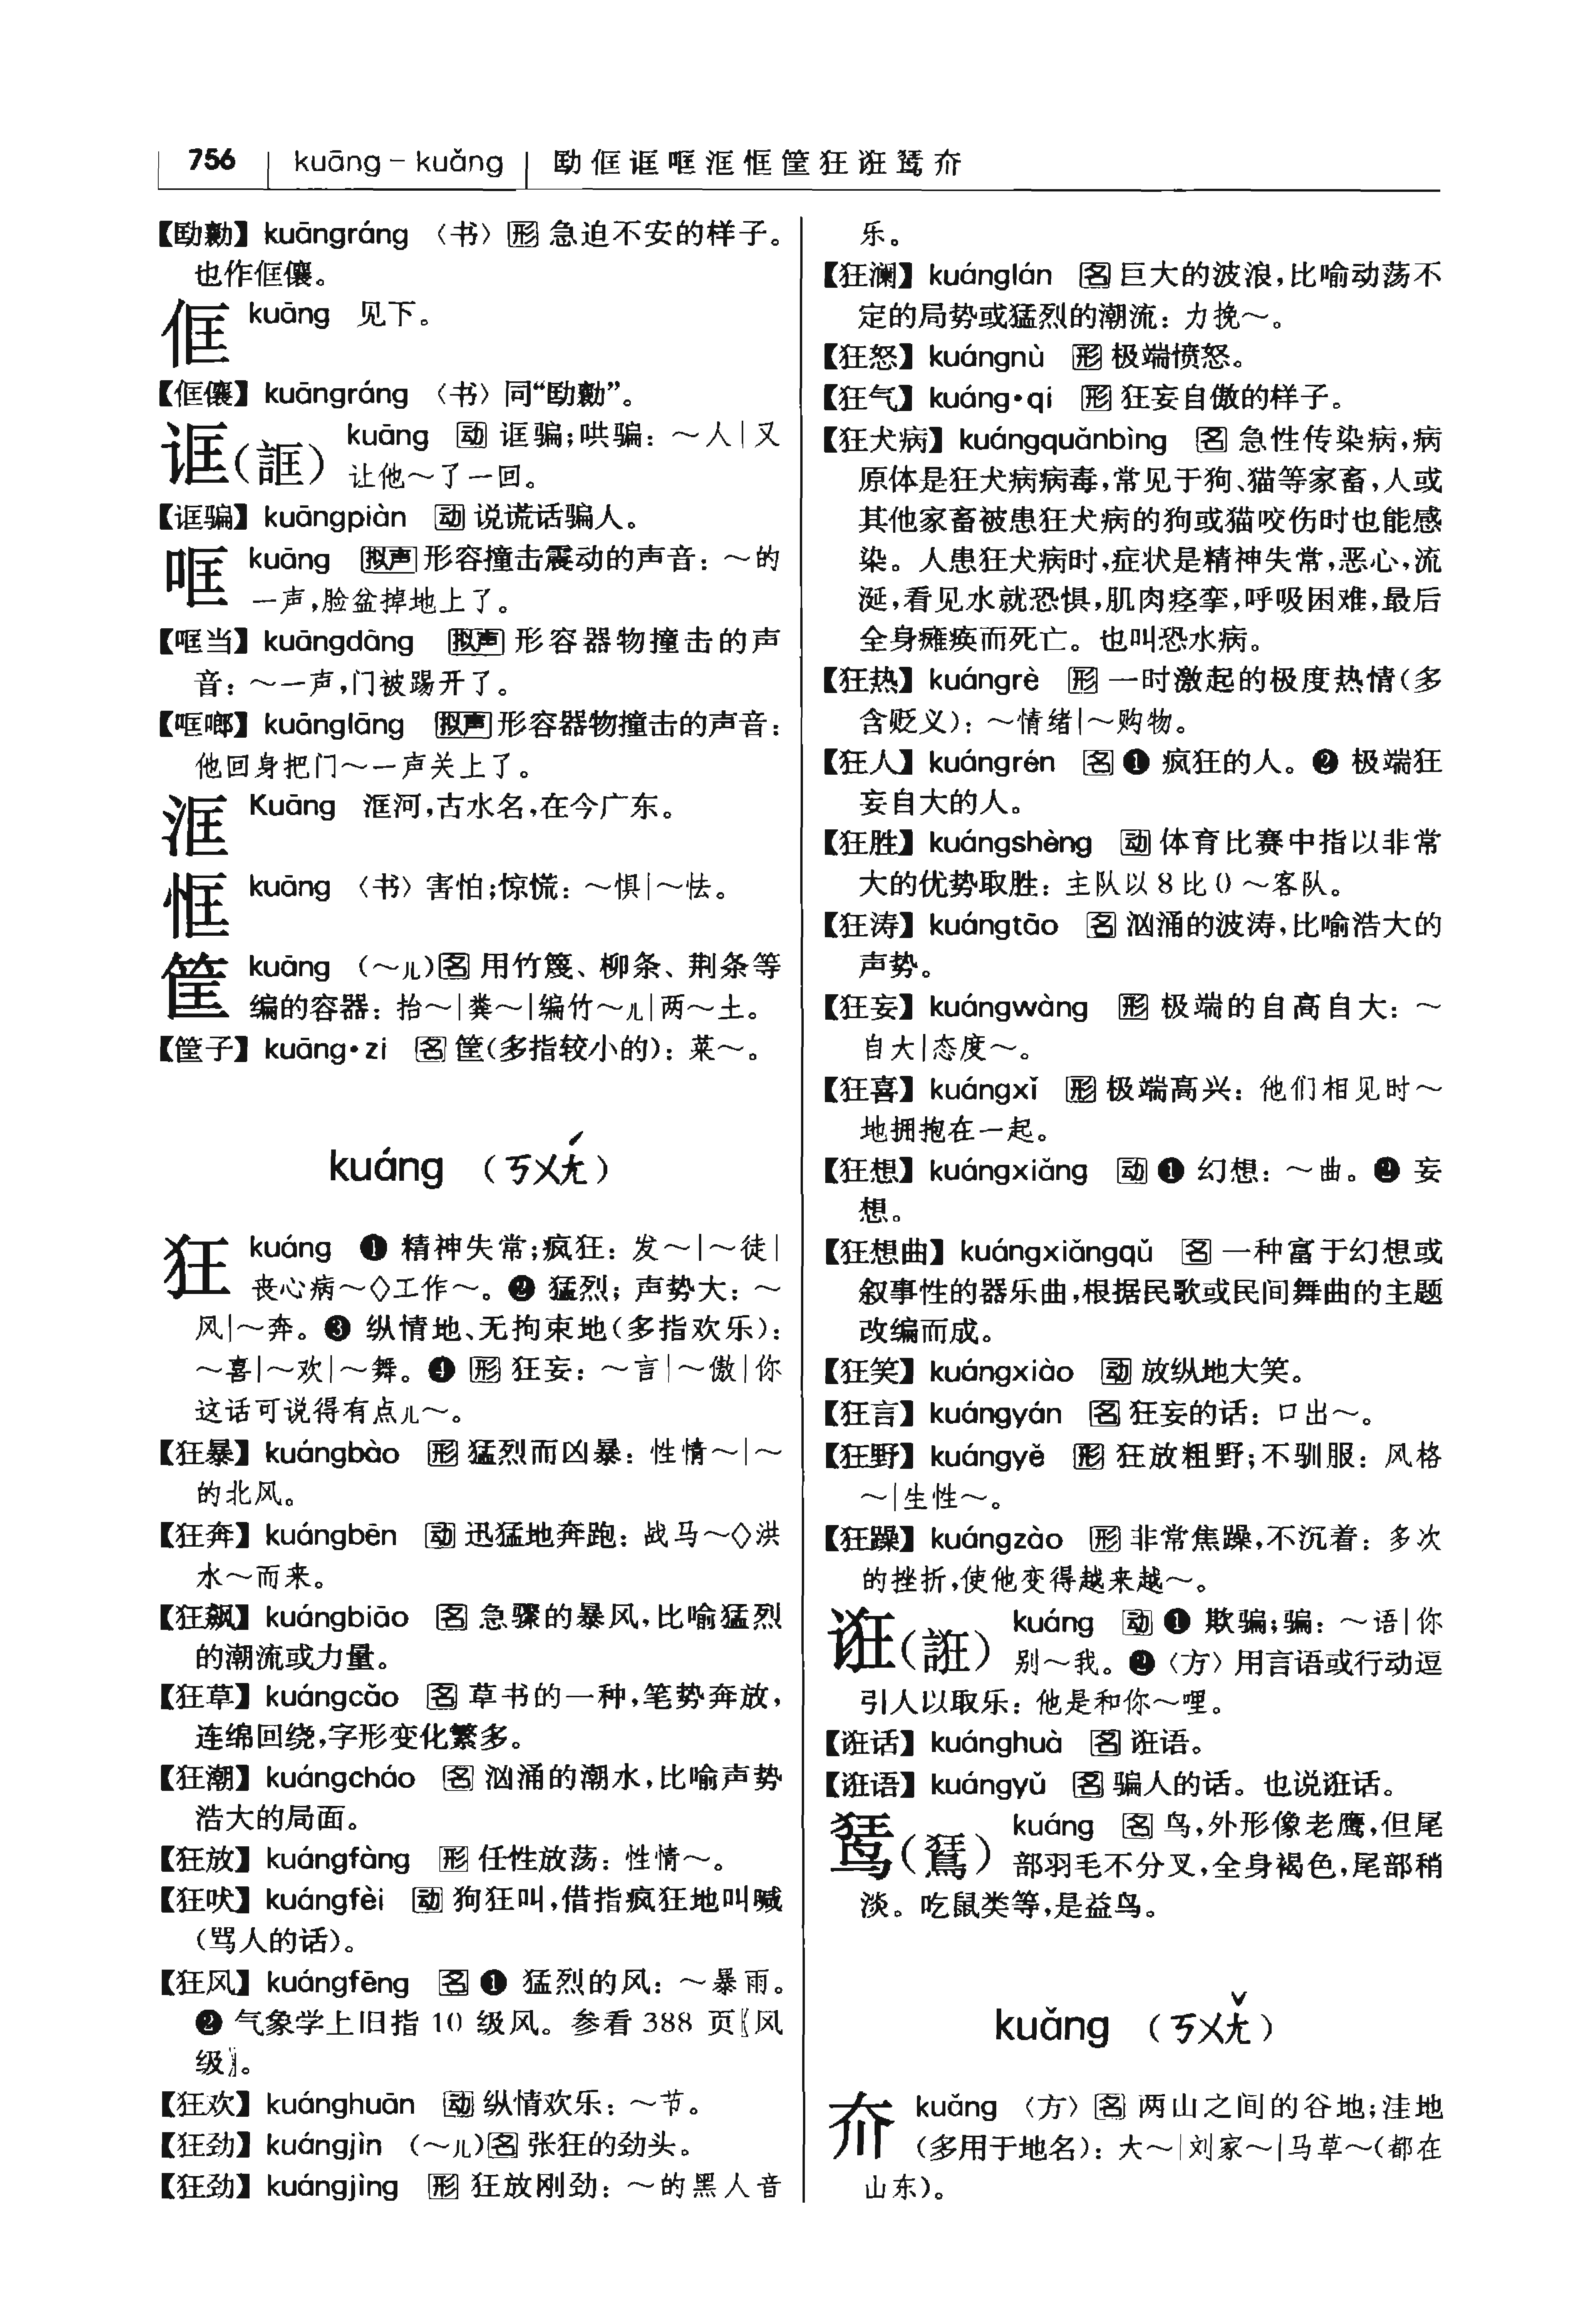 756 kuāng－kuǎng 劻 俇 诓 哐 洭 恇 筐 狂 诳 鵟 夼
【劻勷】 kuāngráng 〈书〉 形 急迫不安的样子。
也作俇儴。
俇 kuāng 见下。
【俇儴】 kuāngráng 〈书〉 同“劻勷”。
诓(誆) kuāng 动 诓骗;哄骗：～人|又
让他～了一回。
【诓骗】 kuāngpiàn 动 说谎话骗人。
哐 kuāng 拟声 形容撞击震动的声音：～的
一声,脸盆掉地上了。
【哐当】 kuāngdāng 拟声 形容器物撞击的声
音：～一声,门被踢开了。
【哐啷】 kuānglāng 拟声 形容器物撞击的声音：
他回身把门～一声关上了。
洭 Kuāng 洭河,古水名,在今广东。
恇 kuāng 〈书〉 害怕;惊慌：～惧|～怯。
筐 kuāng (～儿)名 用竹篾、柳条、荆条等
编的容器：抬～|粪～|编竹～儿|两～土。
【筐子】 kuāng·zi 名 筐(多指较小的)：菜～。
kuáng (ㄎㄨㄤˊ)
狂 kuáng ❶ 精神失常;疯狂：发～|～徒|
丧心病～◇工作～。❷ 猛烈；声势大：～
风|～奔。❸ 纵情地、无拘束地(多指欢乐)：
～喜|～欢|～舞。❹ 形 狂妄：～言|～傲|你
这话可说得有点儿～。
【狂暴】 kuángbào 形 猛烈而凶暴：性情～|～
的北风。
【狂奔】 kuángbēn 动 迅猛地奔跑：战马～◇洪
水～而来。
【狂飙】 kuángbiāo 名 急骤的暴风,比喻猛烈
的潮流或力量。
【狂草】 kuángcǎo 名 草书的一种,笔势奔放,
连绵回绕,字形变化繁多。
【狂潮】 kuángcháo 名 汹涌的潮水,比喻声势
浩大的局面。
【狂放】 kuángfàng 形 任性放荡：性情～。
【狂吠】 kuángfèi 动 狗狂叫,借指疯狂地叫喊
(骂人的话)。
【狂风】 kuángfēng 名 ❶ 猛烈的风：～暴雨。
❷ 气象学上旧指 10 级风。参看 388 页〖风
级〗。
【狂欢】 kuánghuān 动 纵情欢乐：～节。
【狂劲】 kuángjìn (～儿)名 张狂的劲头。
【狂劲】 kuángjìng 形 狂放刚劲：～的黑人音
乐。
【狂澜】 kuánglán 名 巨大的波浪,比喻动荡不
定的局势或猛烈的潮流：力挽～。
【狂怒】 kuángnù 形 极端愤怒。
【狂气】 kuáng·qi 形 狂妄自傲的样子。
【狂犬病】 kuángquǎnbìng 名 急性传染病,病
原体是狂犬病病毒,常见于狗、猫等家畜,人或
其他家畜被患狂犬病的狗或猫咬伤时也能感
染。人患狂犬病时,症状是精神失常,恶心,流
涎,看见水就恐惧,肌肉痉挛,呼吸困难,最后
全身瘫痪而死亡。也叫恐水病。
【狂热】 kuángrè 形 一时激起的极度热情(多
含贬义)：～情绪|～购物。
【狂人】 kuángrén 名 ❶ 疯狂的人。❷ 极端狂
妄自大的人。
【狂胜】 kuángshèng 动 体育比赛中指以非常
大的优势取胜：主队以 8 比 0 ～客队。
【狂涛】 kuángtāo 名 汹涌的波涛,比喻浩大的
声势。
【狂妄】 kuángwàng 形 极端的自高自大：～
自大|态度～。
【狂喜】 kuángxǐ 形 极端高兴：他们相见时～
地拥抱在一起。
【狂想】 kuángxiǎng 动 ❶ 幻想：～曲。❷ 妄
想。
【狂想曲】 kuángxiǎngqǔ 名 一种富于幻想或
叙事性的器乐曲,根据民歌或民间舞曲的主题
改编而成。
【狂笑】 kuángxiào 动 放纵地大笑。
【狂言】 kuángyán 名 狂妄的话：口出～。
【狂野】 kuángyě 形 狂放粗野;不驯服：风格
～|生性～。
【狂躁】 kuángzào 形 非常焦躁,不沉着：多次
的挫折,使他变得越来越～。
诳(誑) kuáng 动 ❶ 欺骗;骗：～语|你
别～我。❷〈方〉用言语或行动逗
引人以取乐：他是和你～哩。
【诳话】 kuánghuà 名 诳语。
【诳语】 kuángyǔ 名 骗人的话。也说诳话。
鵟(鵟) kuáng 名 鸟,外形像老鹰,但尾
部羽毛不分叉,全身褐色,尾部稍
淡。吃鼠类等,是益鸟。
kuǎng (ㄎㄨㄤˇ)
夼 kuǎng 〈方〉 名 两山之间的谷地;洼地
(多用于地名)：大～|刘家～|马草～(都在
山东)。